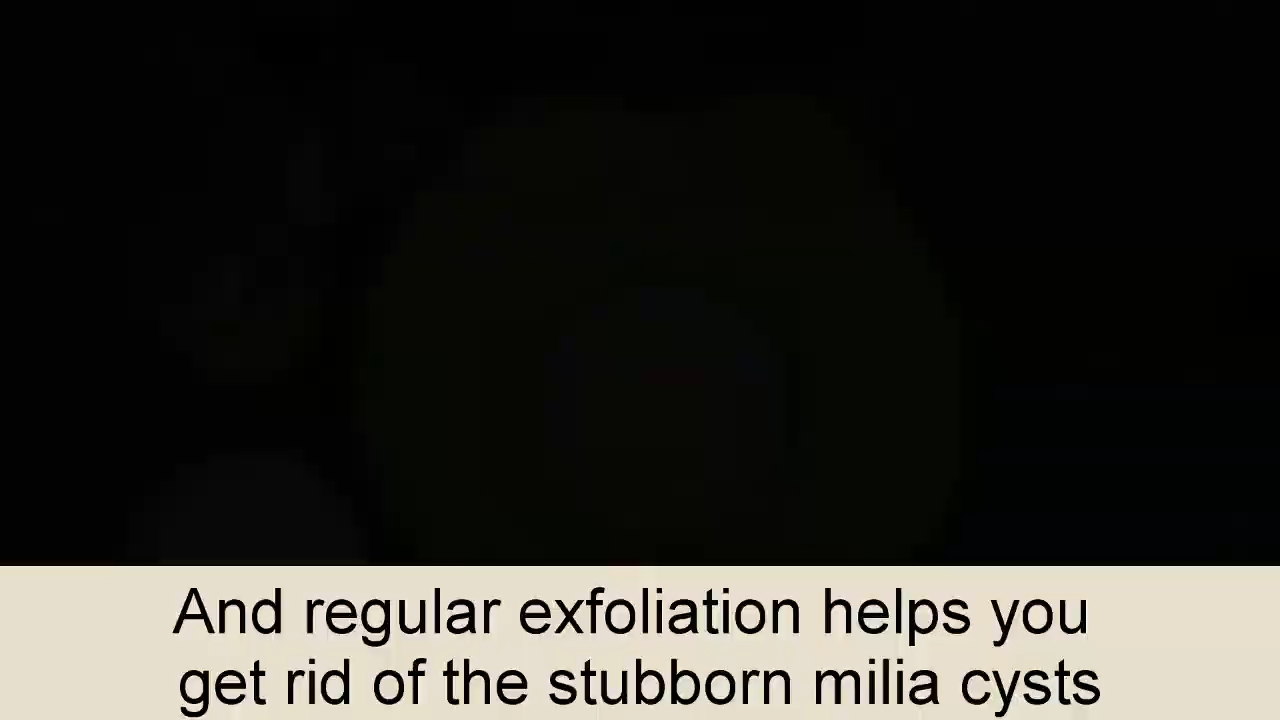 And regular exfoliation helps you
get rid of the stubborn milia cysts